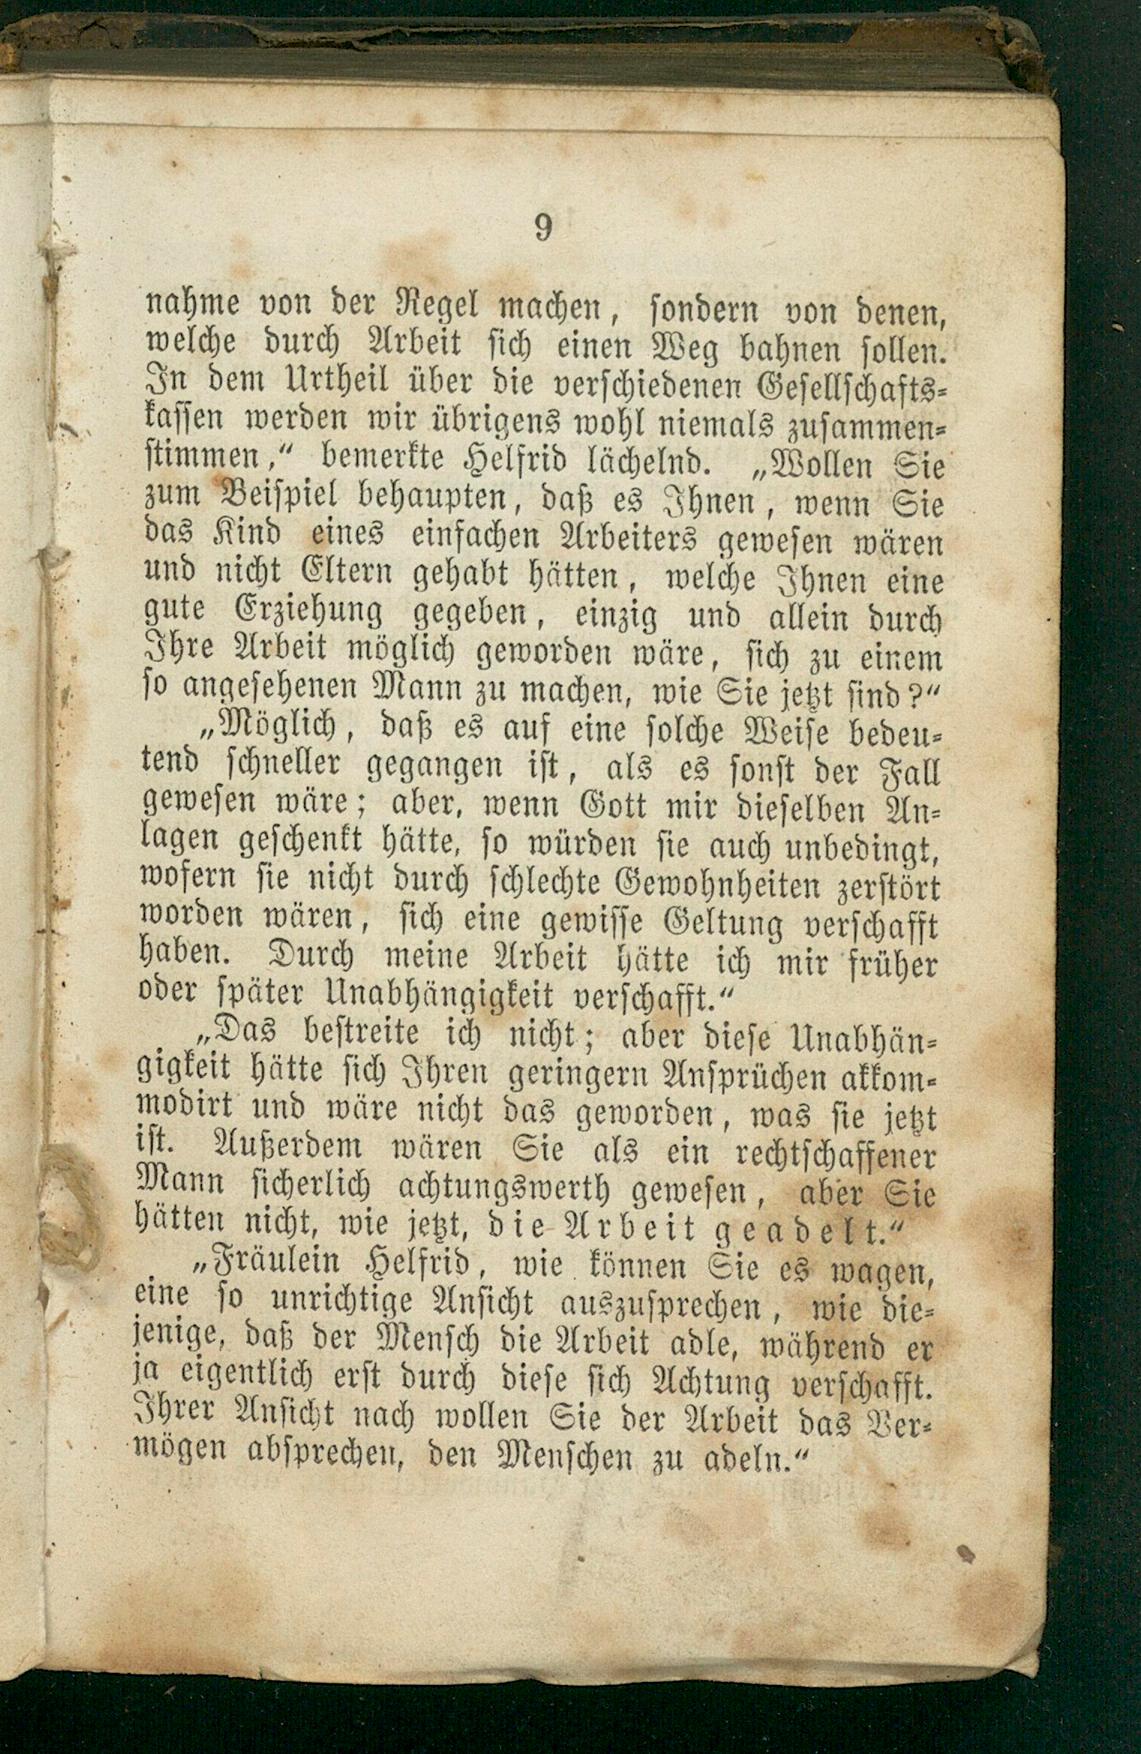 9
nahme von der Regel machen, sondern von denen,
welche durch Arbeit sich einen Weg bahnen sollen.
In dem Urtheil über die verschiedenen Gesellschafts-
kassen werden wir übrigens wohl niemals zusammen-
stimmen,“ bemerkte Helfrid lächelnd. „Wollen Sie
zum Beispiel behaupten, daß es Ihnen, wenn Sie
das Kind eines einfachen Arbeiters gewesen wären
und nicht Eltern gehabt hätten, welche Ihnen eine
gute Erziehung gegeben, einzig und allein durch
Ihre Arbeit möglich geworden wäre, sich zu einem
so angesehenen Mann zu machen, wie Sie jetzt sind?“
„Möglich, daß es auf eine solche Weise bedeu-
tend schneller gegangen ist, als es sonst der Fall
gewesen wäre; aber, wenn Gott mir dieselben An-
lagen geschenkt hätte, so würden sie auch unbedingt,
wofern sie nicht durch schlechte Gewohnheiten zerstört
worden wären, sich eine gewisse Geltung verschafft
haben. Durch meine Arbeit hätte ich mir früher
oder später Unabhängigkeit verschafft.“
„Das bestreite ich nicht; aber diese Unabhän-
gigkeit hätte sich Ihren geringern Ansprüchen akkom-
modirt und wäre nicht das geworden, was sie jetzt
ist. Außerdem wären Sie als ein rechtschaffener
Mann sicherlich achtungswerth gewesen, aber Sie
hätten nicht, wie jetzt, die Arbeit geadelt.“
„Fräulein Helfrid, wie können Sie es wagen,
eine so unrichtige Ansicht auszusprechen, wie die-
jenige, daß der Mensch die Arbeit adle, während er
ja eigentlich erst durch diese sich Achtung verschafft.
Ihrer Ansicht nach wollen Sie der Arbeit das Ver-
mögen absprechen, den Menschen zu adeln.“